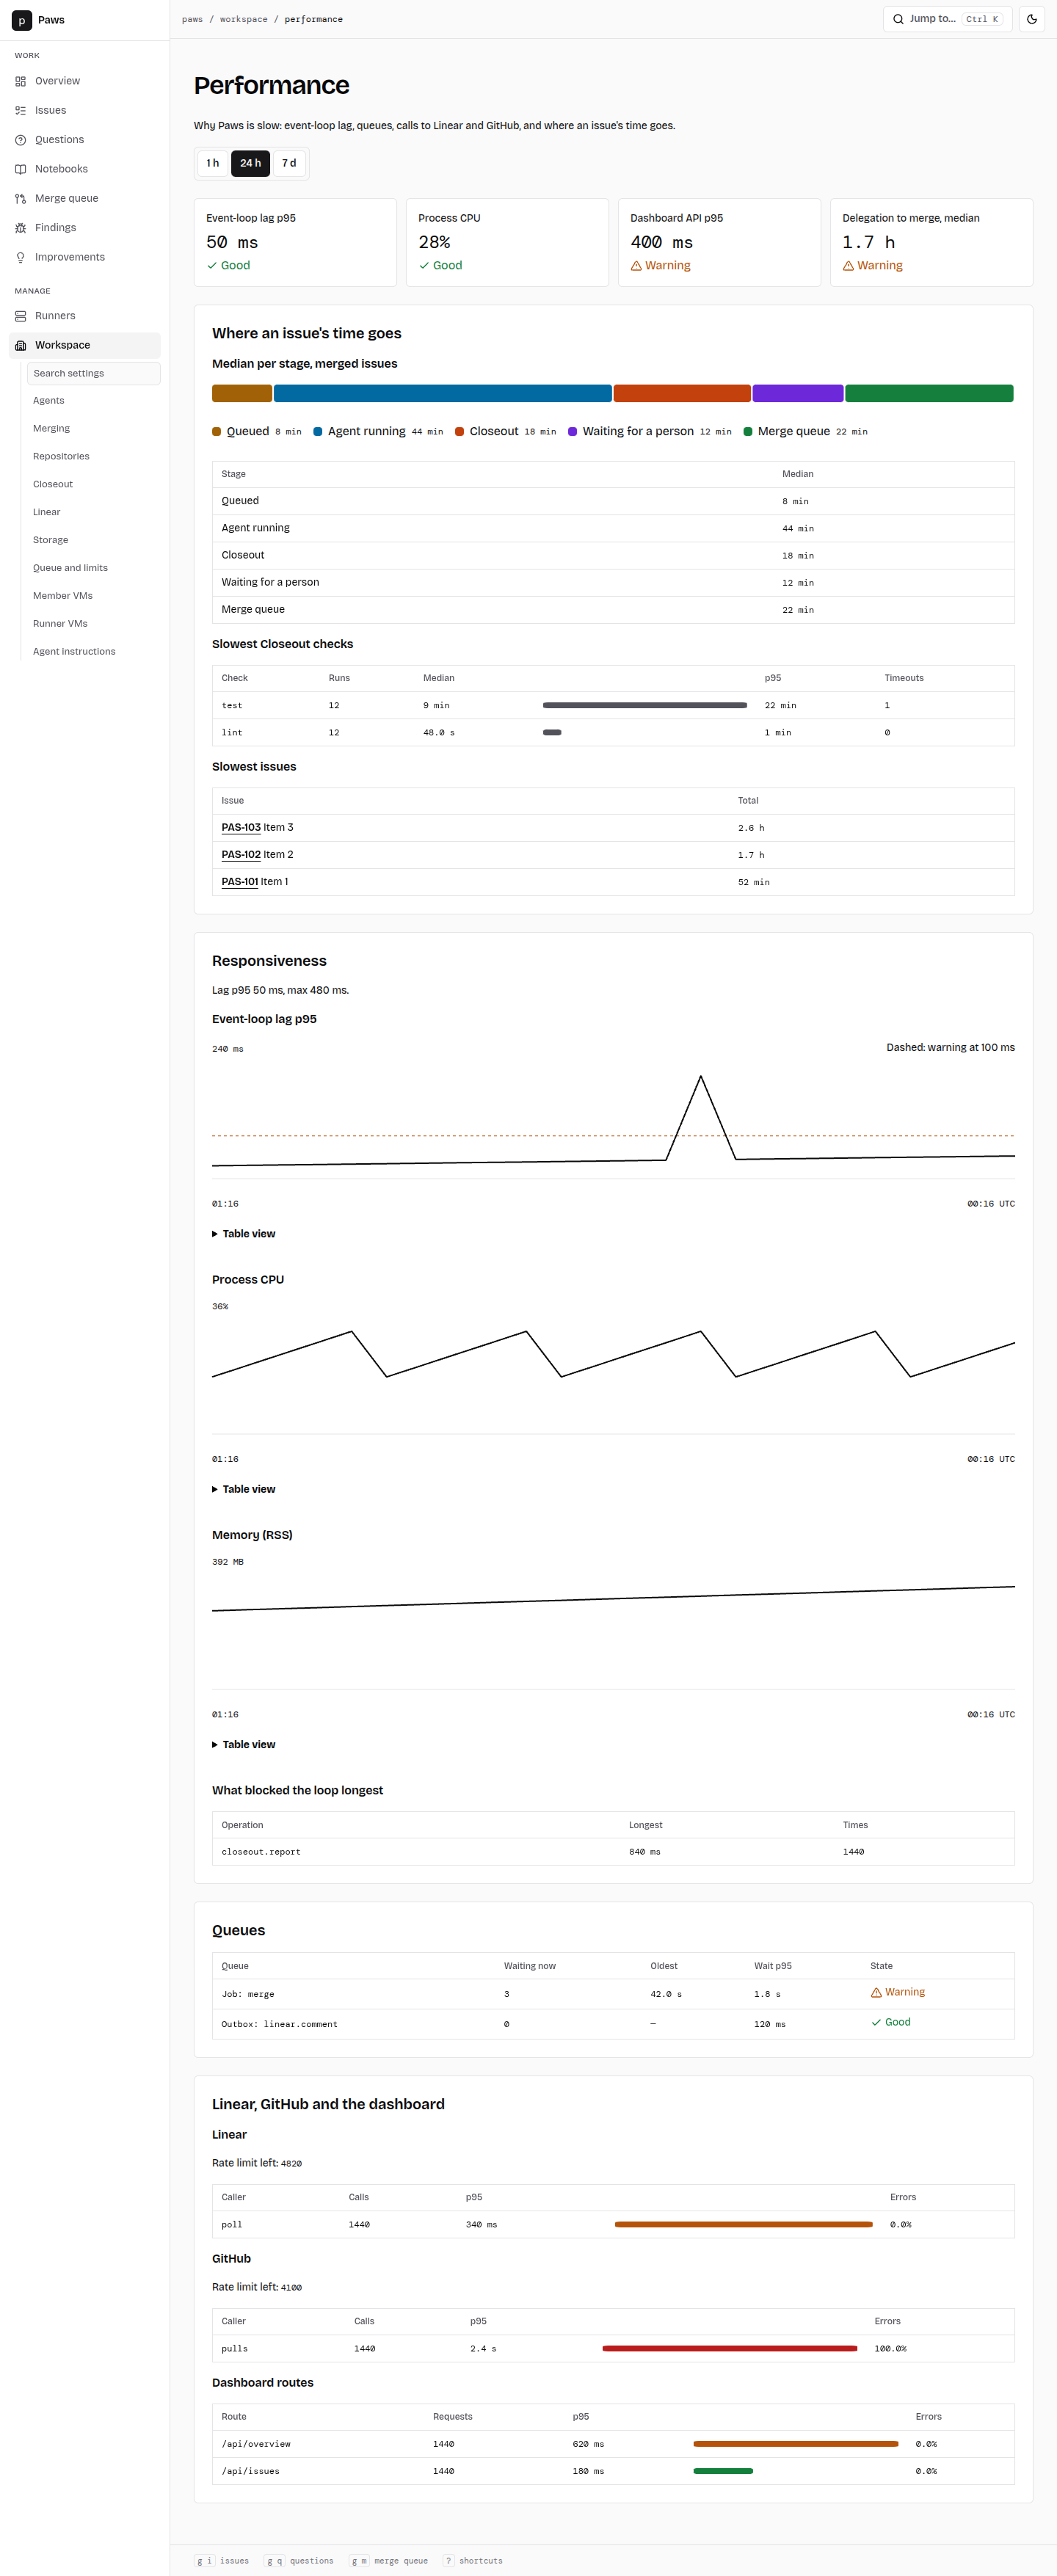 p Paws
paws / workspace / performance
Jump to... Ctrl K
WORK
Overview
Issues
Questions
Notebooks
Merge queue
Findings
Improvements
MANAGE
Runners
Workspace
Search settings
Agents
Merging
Repositories
Closeout
Linear
Storage
Queue and limits
Member VMs
Runner VMs
Agent instructions
Performance
Why Paws is slow: event-loop lag, queues, calls to Linear and GitHub, and where an issue's time goes.
1 h 24 h 7 d
Event-loop lag p95
50 ms
Good
Process CPU
28%
Good
Dashboard API p95
400 ms
Warning
Delegation to merge, median
1.7 h
Warning
Where an issue's time goes
Median per stage, merged issues
Queued 8 min Agent running 44 min Closeout 18 min Waiting for a person 12 min Merge queue 22 min
Stage Median
Queued 8 min
Agent running 44 min
Closeout 18 min
Waiting for a person 12 min
Merge queue 22 min
Slowest Closeout checks
Check Runs Median p95 Timeouts
test 12 9 min 22 min 1
lint 12 48.0 s 1 min 0
Slowest issues
Issue Total
PAS-103 Item 3 2.6 h
PAS-102 Item 2 1.7 h
PAS-101 Item 1 52 min
Responsiveness
Lag p95 50 ms, max 480 ms.
Event-loop lag p95
240 ms Dashed: warning at 100 ms
01:16 00:16 UTC
Table view
Process CPU
36%
01:16 00:16 UTC
Table view
Memory (RSS)
392 MB
01:16 00:16 UTC
Table view
What blocked the loop longest
Operation Longest Times
closeout.report 840 ms 1440
Queues
Queue Waiting now Oldest Wait p95 State
Job: merge 3 42.0 s 1.8 s Warning
Outbox: linear.comment 0 — 120 ms Good
Linear, GitHub and the dashboard
Linear
Rate limit left: 4820
Caller Calls p95 Errors
poll 1440 340 ms 0.0%
GitHub
Rate limit left: 4100
Caller Calls p95 Errors
pulls 1440 2.4 s 100.0%
Dashboard routes
Route Requests p95 Errors
/api/overview 1440 620 ms 0.0%
/api/issues 1440 180 ms 0.0%
g i issues g q questions g m merge queue ? shortcuts